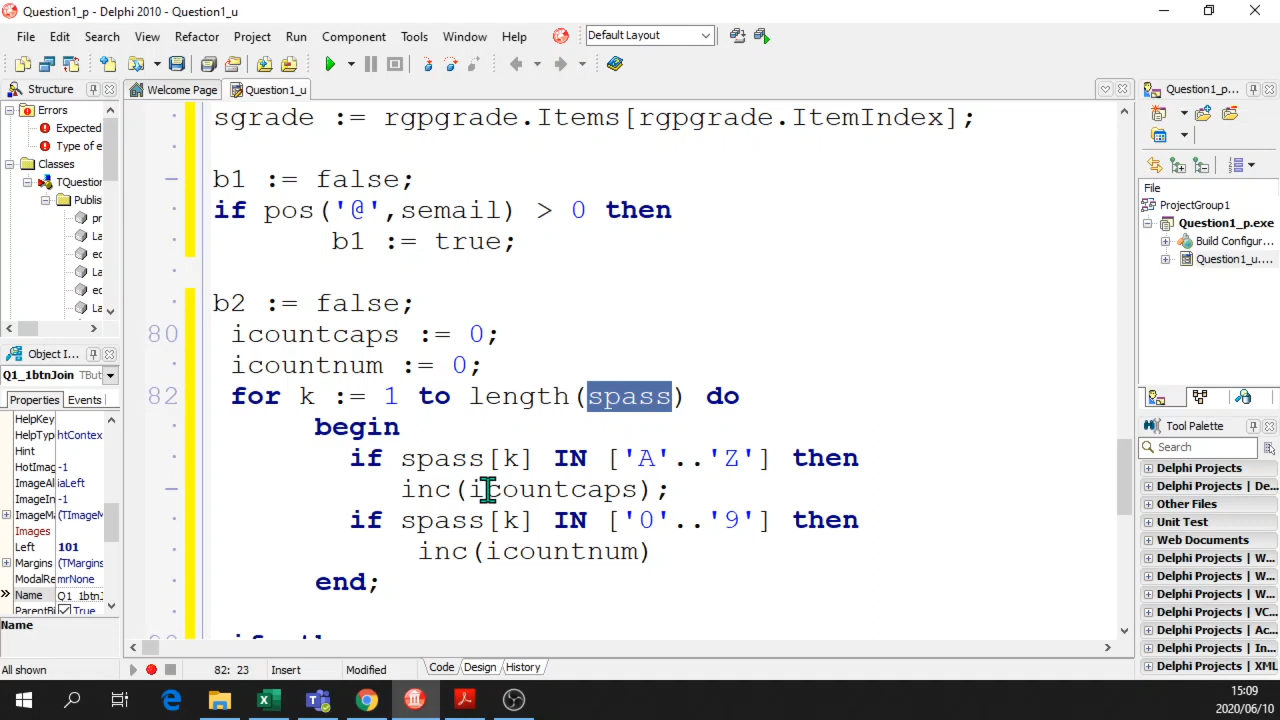 Question1_p - Delphi 2010 - Question1_u
File Edit Search View Refactor Project Run Component Tools Window Help
Default Layout
Structure
Errors
Expected
Type of e
Classes
TQuestion
Publis
Welcome Page Question1_u
sgrade := rgpgrade.Items[rgpgrade.ItemIndex];
b1 := false;
if pos('@',semail) > 0 then
b1 := true;
b2 := false;
80 icountcaps := 0;
icountnum := 0;
82 for k := 1 to length(spass) do
begin
if spass[k] IN ['A'..'Z'] then
inc(icountcaps);
if spass[k] IN ['0'..'9'] then
inc(icountnum)
end;
Object I...
Q1_1btnJoin TBut
Properties Events
HelpKey
HelpTyp htContex
Hint
HotImag -1
ImageAli iaLeft
ImageIn -1
ImageM (TImageM
Images
Left 101
Margins (TMargins
ModalRe mrNone
Name Q1_1btnJ
ParentBi True
Name
All shown
82: 23 Insert Modified Code Design History
Question1_p...
File
ProjectGroup1
Question1_p.exe
Build Configur...
Question1_u....
Tool Palette
Search
Delphi Projects
Delphi Projects | De...
Other Files
Unit Test
Web Documents
Delphi Projects | W...
Delphi Projects | W...
Delphi Projects | W...
Delphi Projects | VC...
Delphi Projects | Ac...
Delphi Projects | In...
Delphi Projects | W...
Delphi Projects | XML
15:09
2020/06/10